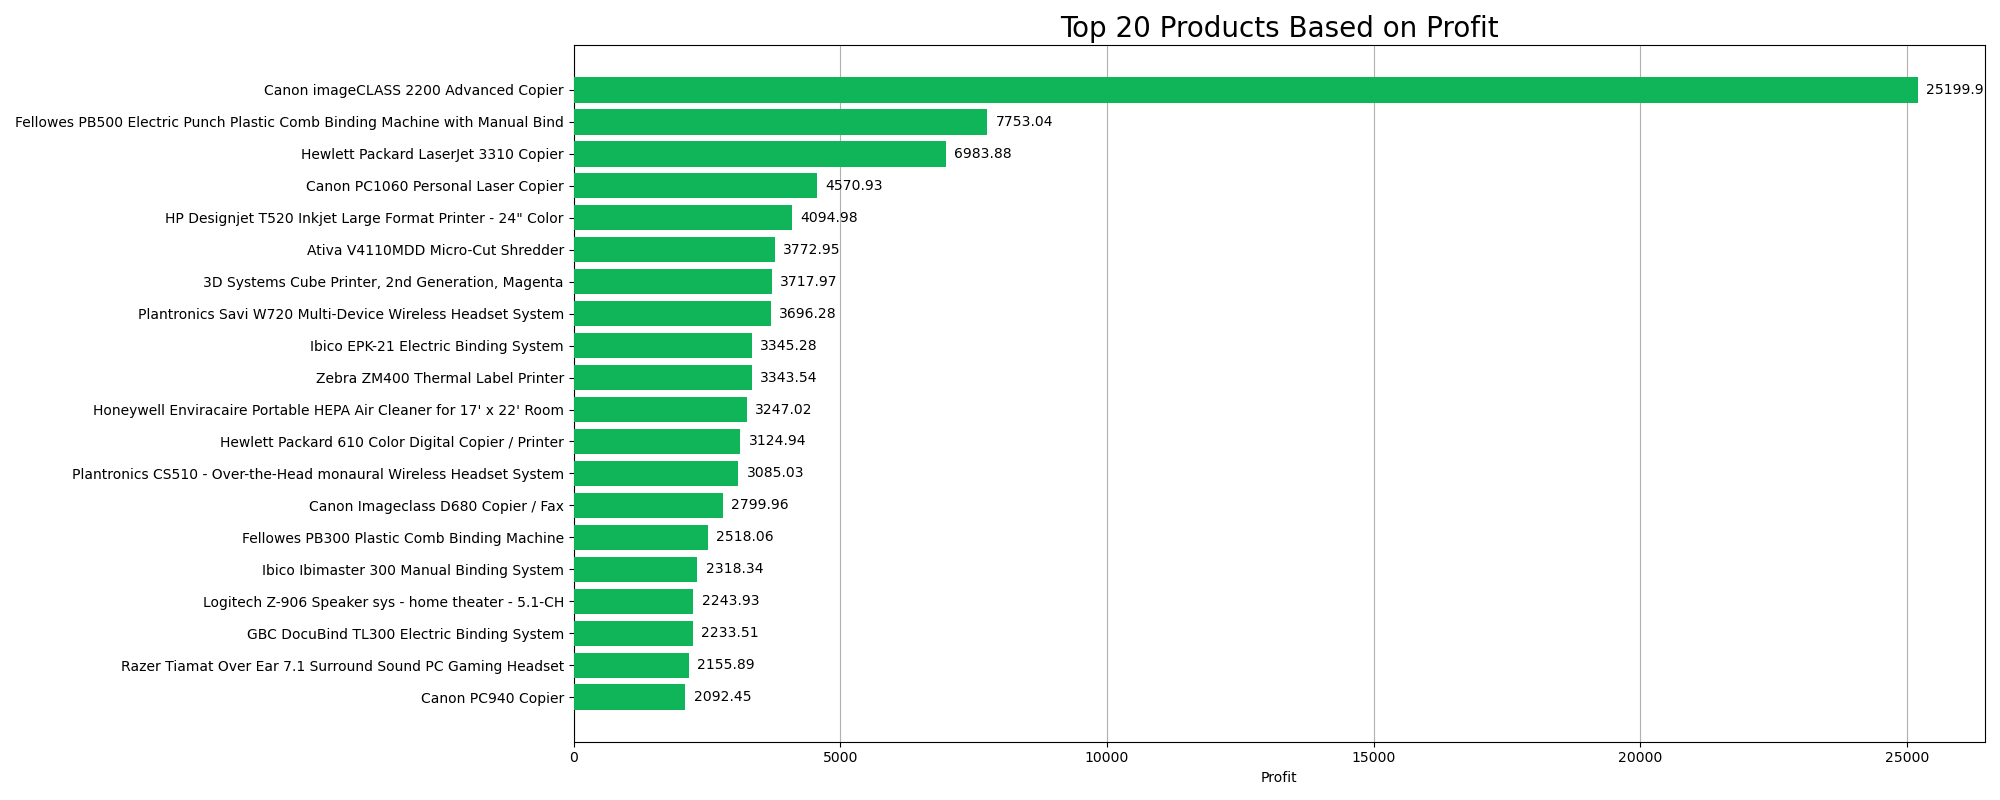 Top 20 Products Based on Profit
Canon imageCLASS 2200 Advanced Copier 25199.9
Fellowes PB500 Electric Punch Plastic Comb Binding Machine with Manual Bind 7753.04
Hewlett Packard LaserJet 3310 Copier 6983.88
Canon PC1060 Personal Laser Copier 4570.93
HP Designjet T520 Inkjet Large Format Printer - 24" Color 4094.98
Ativa V4110MDD Micro-Cut Shredder 3772.95
3D Systems Cube Printer, 2nd Generation, Magenta 3717.97
Plantronics Savi W720 Multi-Device Wireless Headset System 3696.28
Ibico EPK-21 Electric Binding System 3345.28
Zebra ZM400 Thermal Label Printer 3343.54
Honeywell Enviracaire Portable HEPA Air Cleaner for 17' x 22' Room 3247.02
Hewlett Packard 610 Color Digital Copier / Printer 3124.94
Plantronics CS510 - Over-the-Head monaural Wireless Headset System 3085.03
Canon Imageclass D680 Copier / Fax 2799.96
Fellowes PB300 Plastic Comb Binding Machine 2518.06
Ibico Ibimaster 300 Manual Binding System 2318.34
Logitech Z-906 Speaker sys - home theater - 5.1-CH 2243.93
GBC DocuBind TL300 Electric Binding System 2233.51
Razer Tiamat Over Ear 7.1 Surround Sound PC Gaming Headset 2155.89
Canon PC940 Copier 2092.45
0 5000 10000 15000 20000 25000
Profit